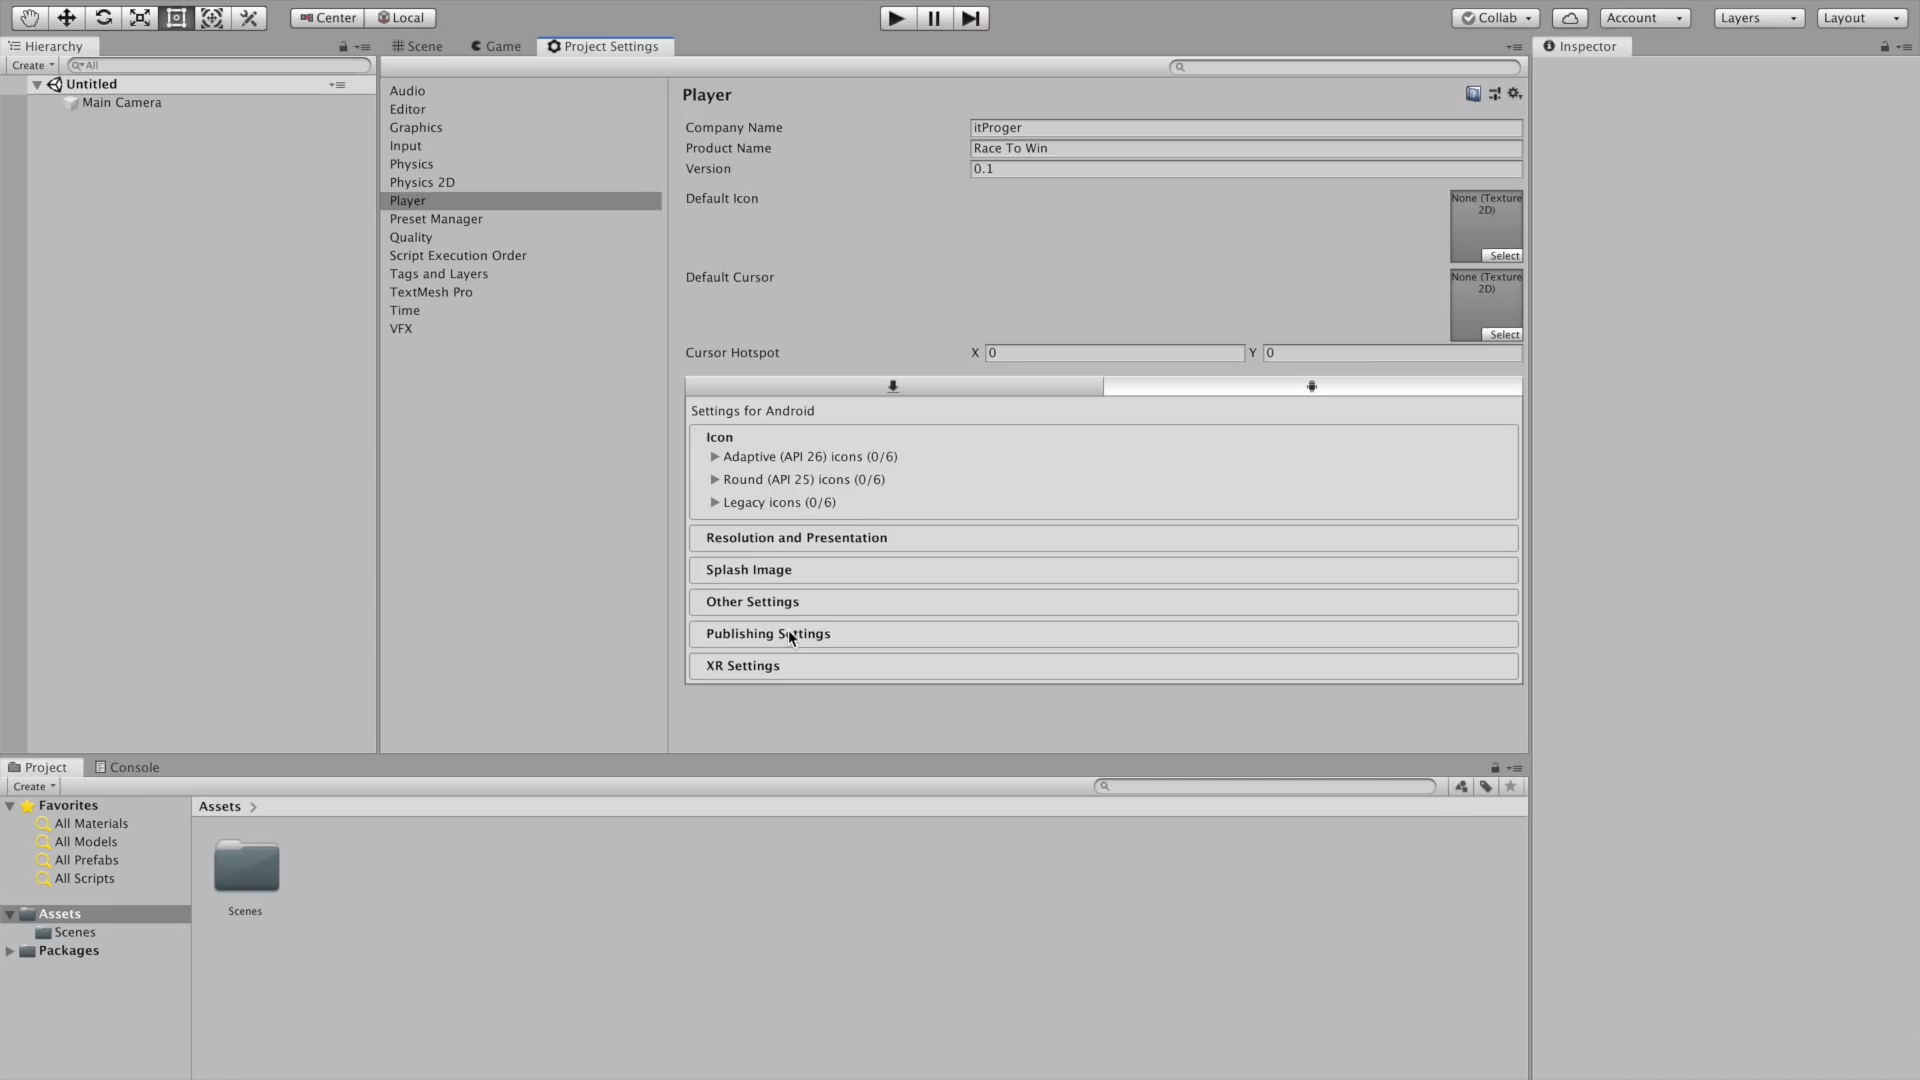 Center
Local
Collab
Account
Layers
Layout
Hierarchy
Scene
Game
Project Settings
Inspector
Create
All
Untitled
Main Camera
Audio
Editor
Graphics
Input
Physics
Physics 2D
Player
Preset Manager
Quality
Script Execution Order
Tags and Layers
TextMesh Pro
Time
VFX
Player
Company Name
itProger
Product Name
Race To Win
Version
0.1
Default Icon
None (Texture
2D)
Select
Default Cursor
None (Texture
2D)
Select
Cursor Hotspot
X 0
Y 0
Settings for Android
Icon
Adaptive (API 26) icons (0/6)
Round (API 25) icons (0/6)
Legacy icons (0/6)
Resolution and Presentation
Splash Image
Other Settings
Publishing Settings
XR Settings
Project
Console
Create
Favorites
All Materials
All Models
All Prefabs
All Scripts
Assets
Scenes
Packages
Assets
Scenes